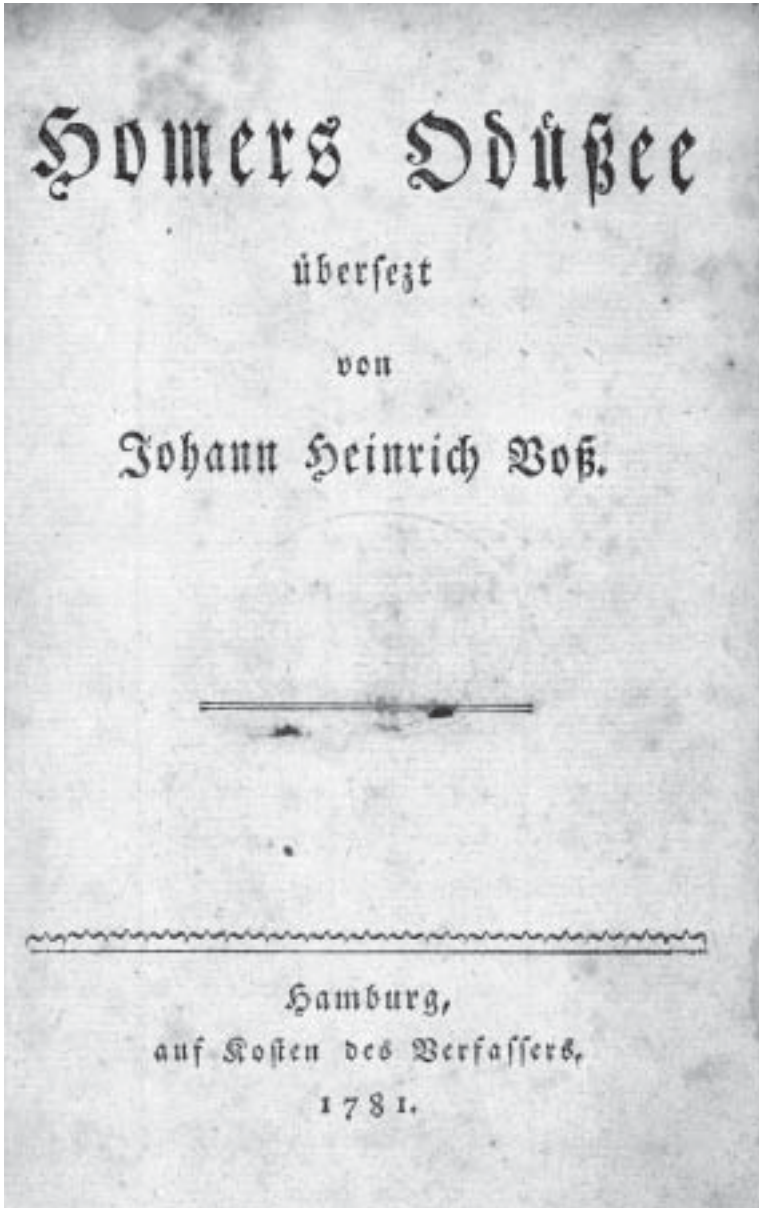 Homers Odüßee
übersezt
von
Johann Heinrich Voß.
Hamburg,
auf Kosten des Verfassers,
1781.